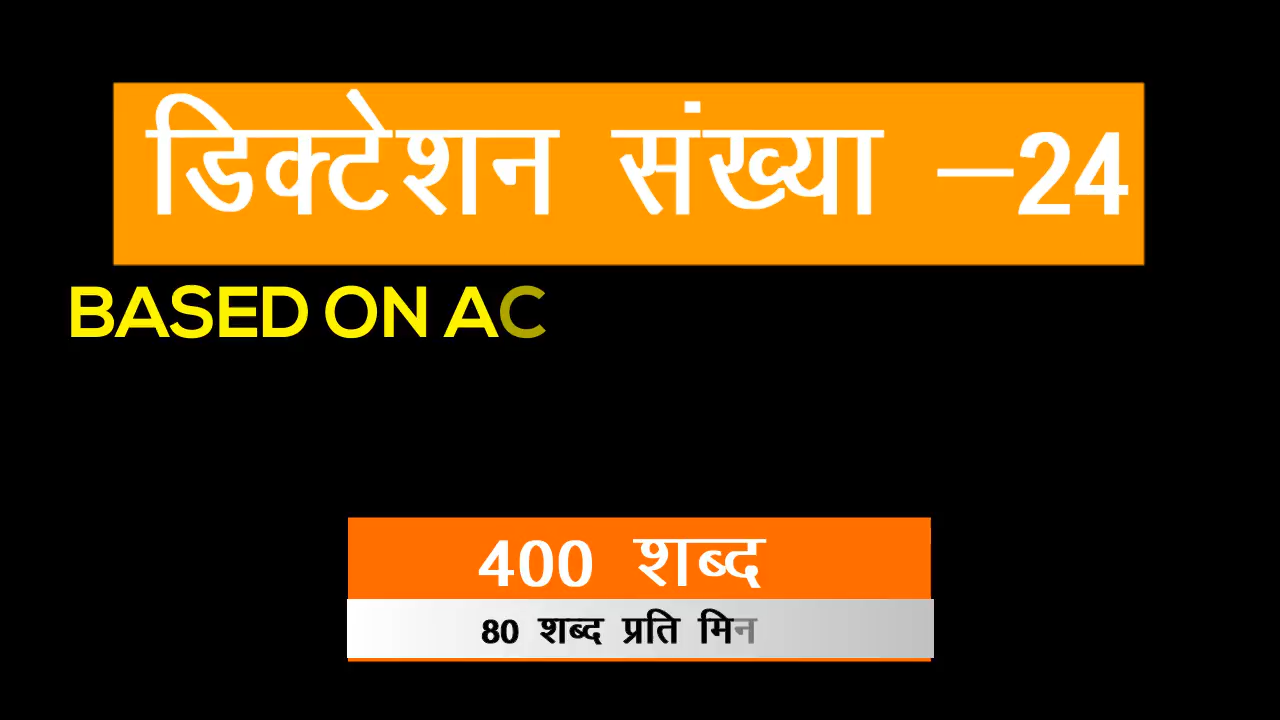 डिक्टेशन संख्या –24
BASED ON AC
400 शब्द
80 शब्द प्रति मिन